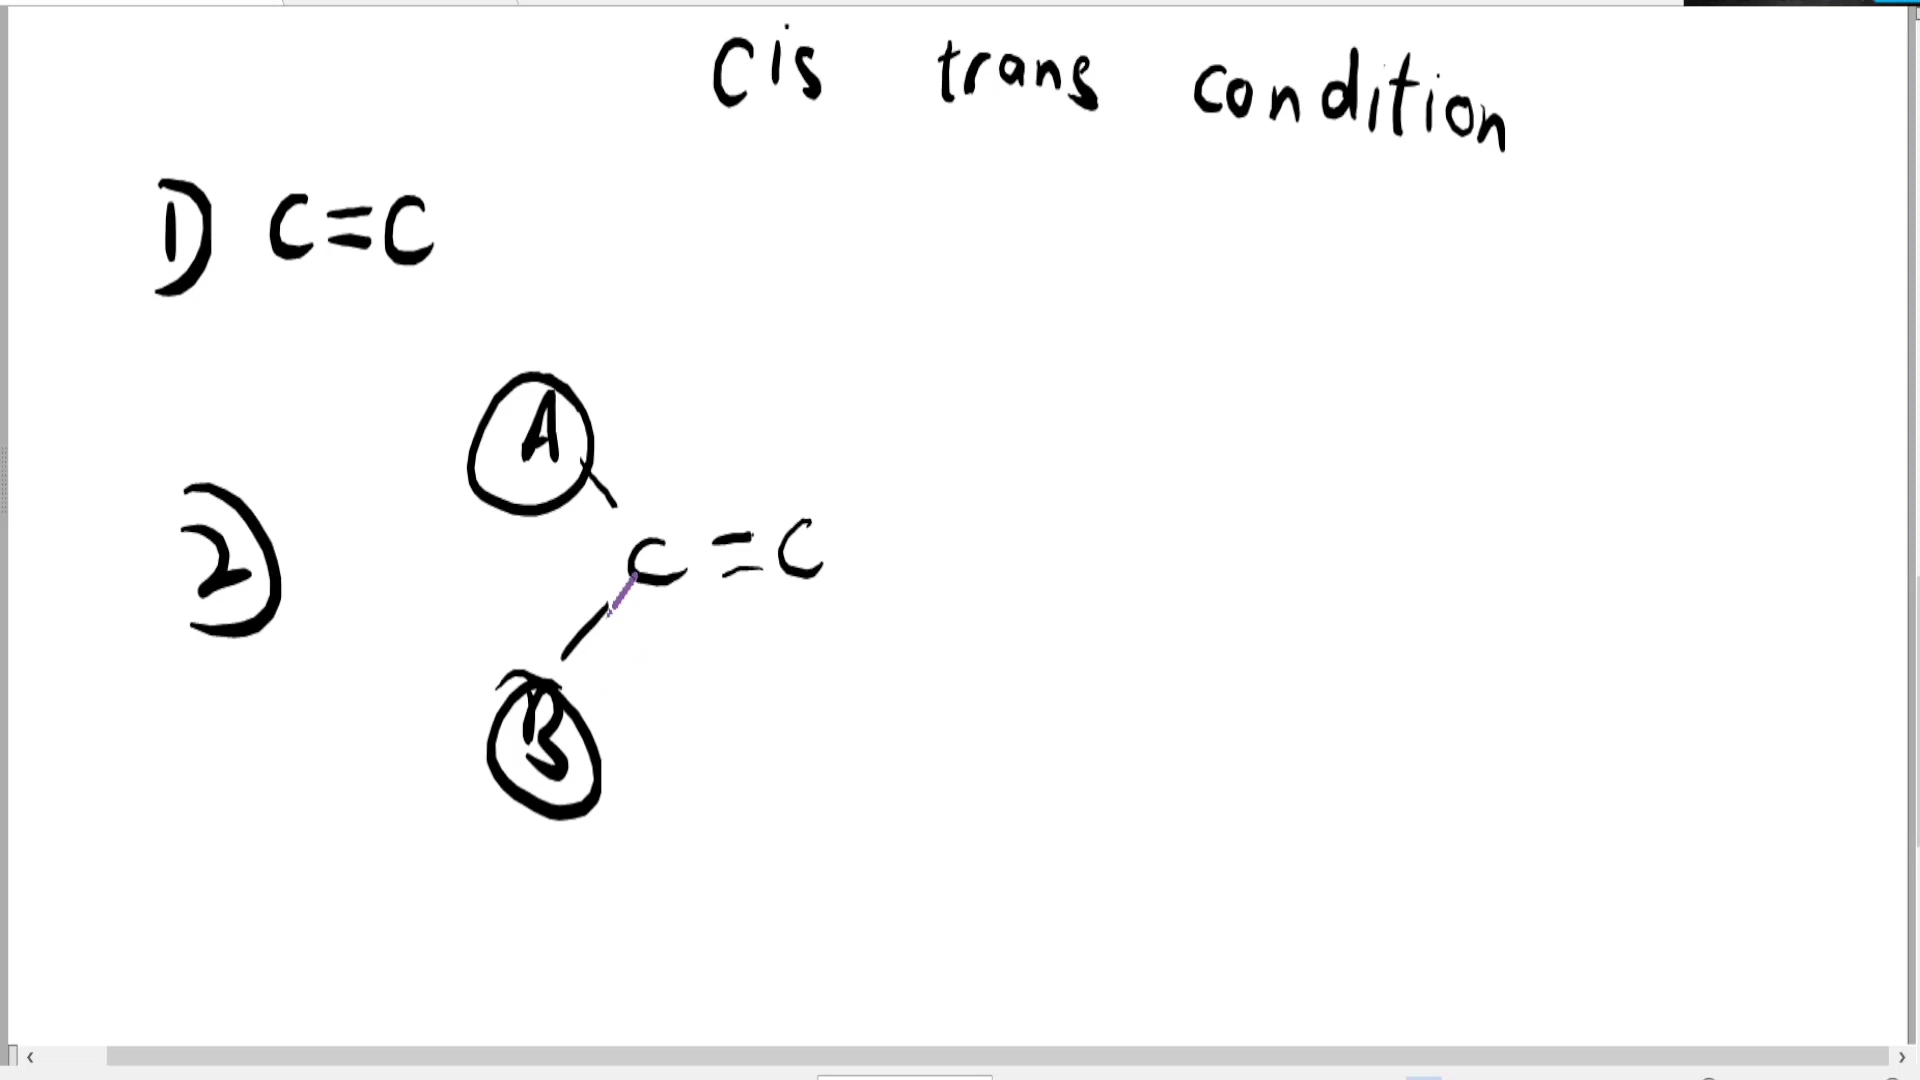 cis trans condition
1) C=C
A
2) C=C
B